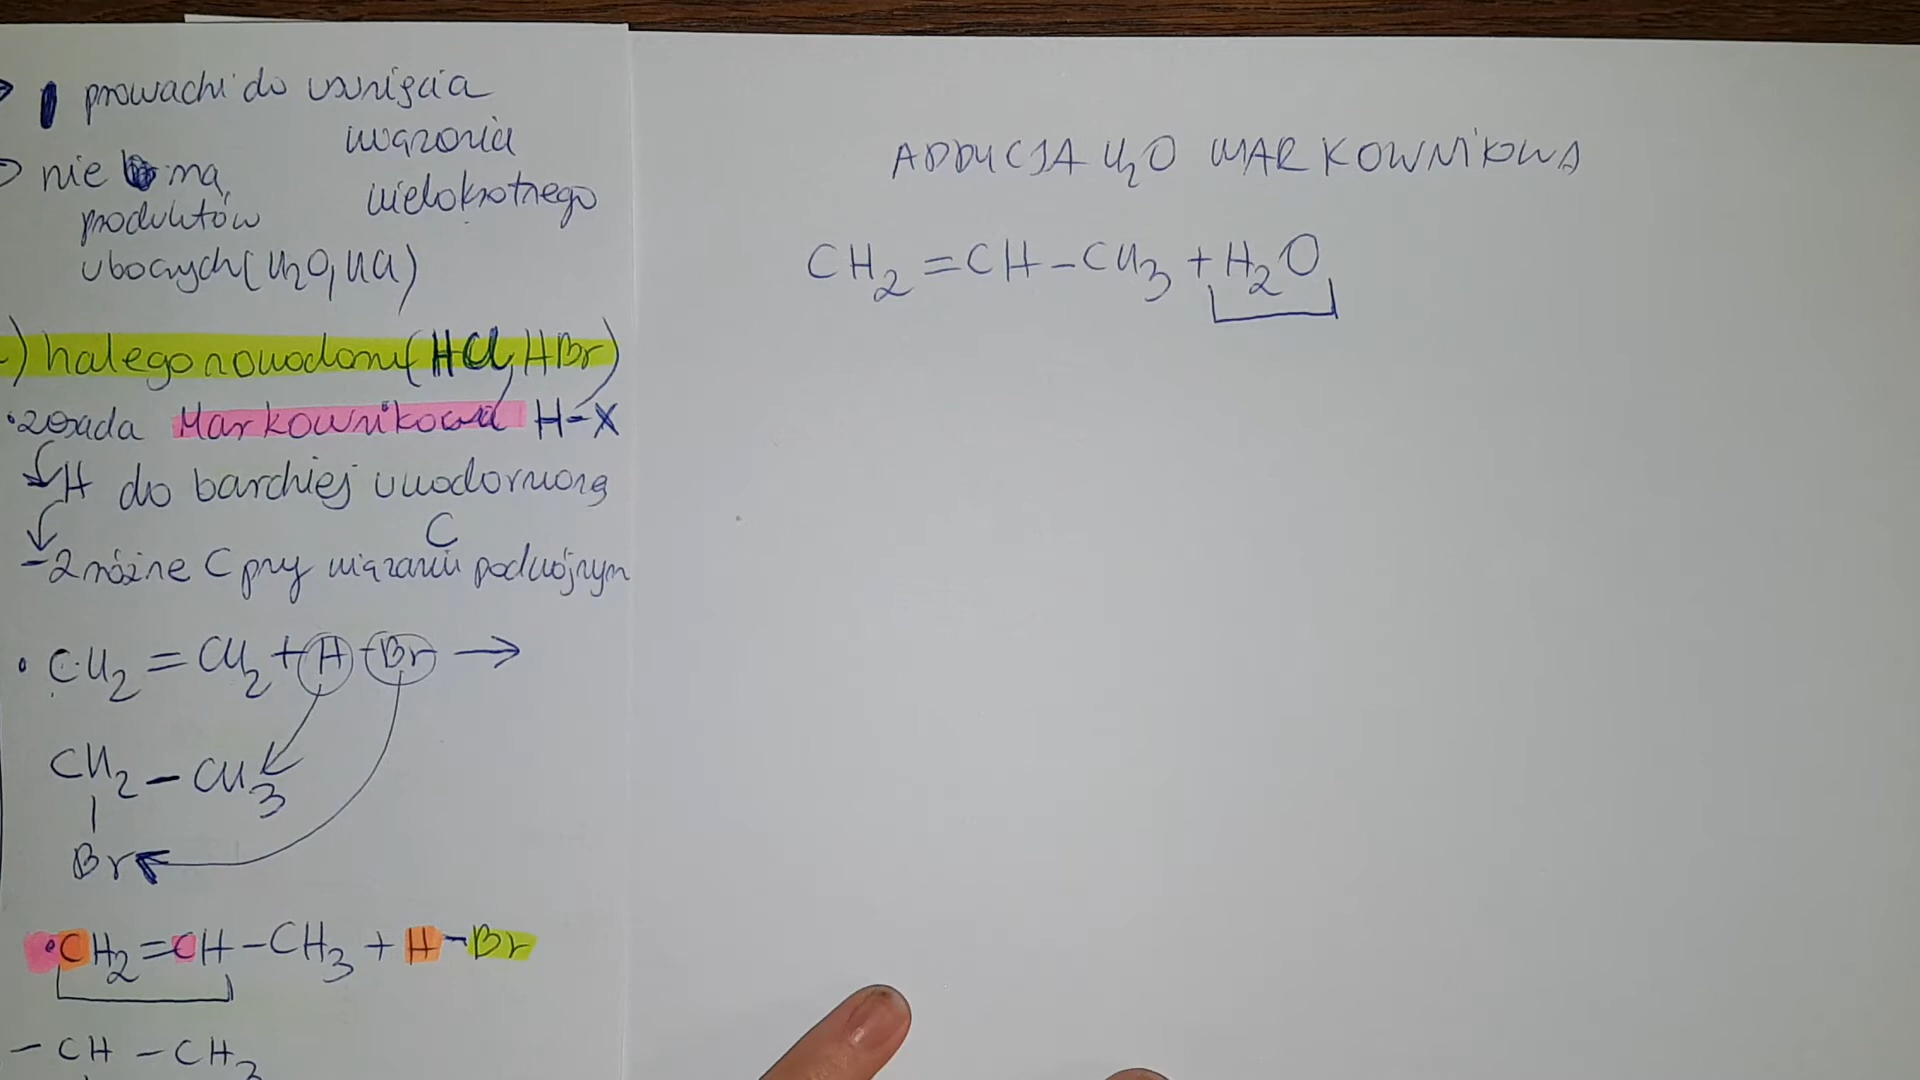 prowadzi do usunięcia
wiązania
wielokrotnego
nie ma
produktów
ubocznych (H₂O, HCl)
) halogenowodoru (HCl, HBr)
• zasada Markownikowa H-X
H do bardziej uwodornionego
C
- 2 różne C przy wiązaniu podwójnym
• CH₂ = CH₂ + H - Br →
CH₂ - CH₃
|
Br
• CH₂ = CH - CH₃ + H - Br
- CH - CH₃
ADDYCJA H₂O MARKOWNIKOWA
CH₂ = CH - CH₃ + H₂O